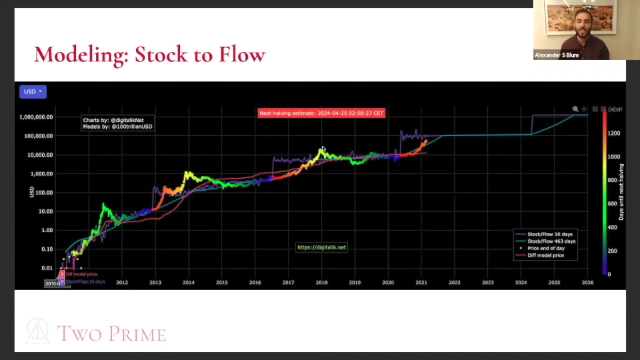 Modeling: Stock to Flow
Alexander S Blum
USD
Charts by: @digitalikNet
Models by: @100trillionUSD
Next halving estimate: 2024-04-25 02:58:27 CET
1,000,000.00
100,000.00
10,000.00
1,000.00
100.00
10.00
1.00
0.10
0.01
USD
1200
1000
800
600
400
200
0
Days until next halving
https://digitalik.net
Stock/Flow 10 days
Stock/Flow 463 days
Price end of day
Diff model price
Diff model price
2012
2013
2014
2015
2016
2017
2018
2019
2020
2021
2022
2023
2024
2025
2026
TWO PRIME